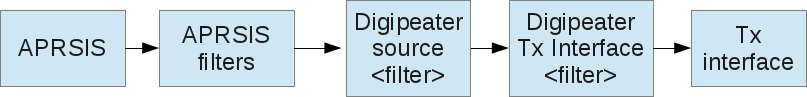 APRSIS
APRSIS
filters
Digipeater
source
<filter>
Digipeater
Tx Interface
<filter>
Tx
interface